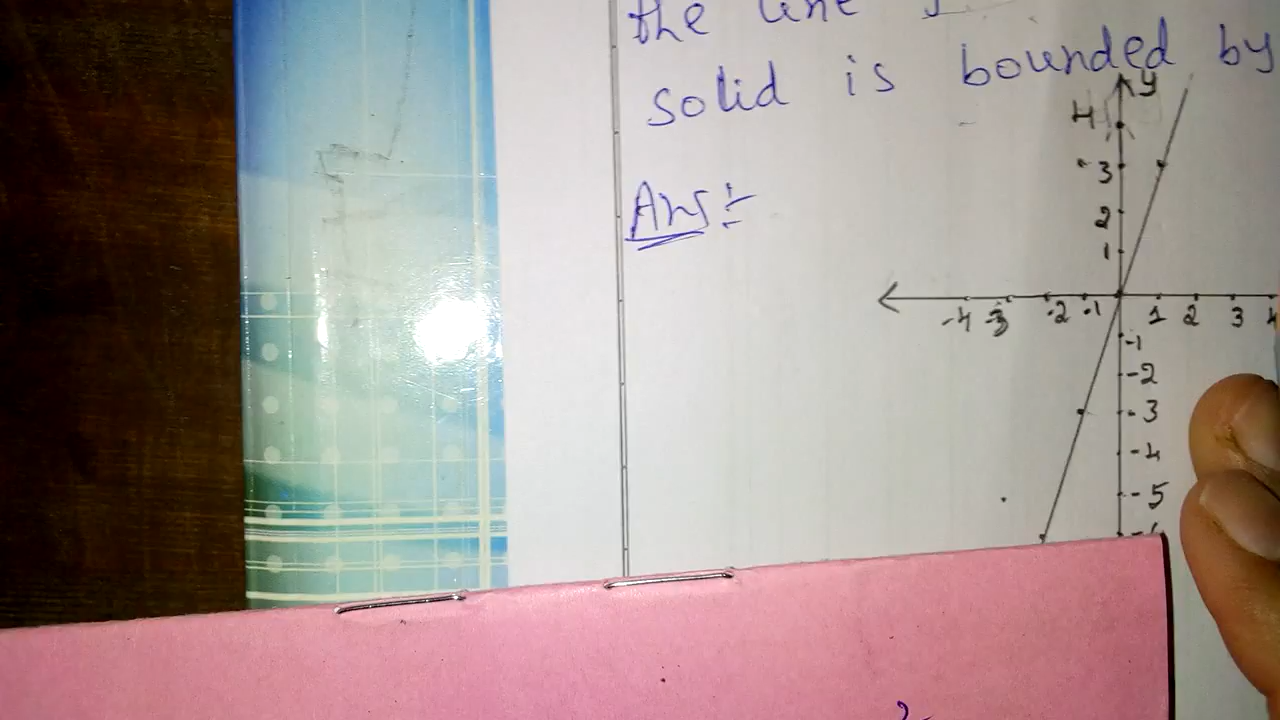 the line
solid is bounded by
y
4
3
Ans:-
2
1
-4 -3 -2 -1 1 2 3 4
-1
-2
-3
-4
-5